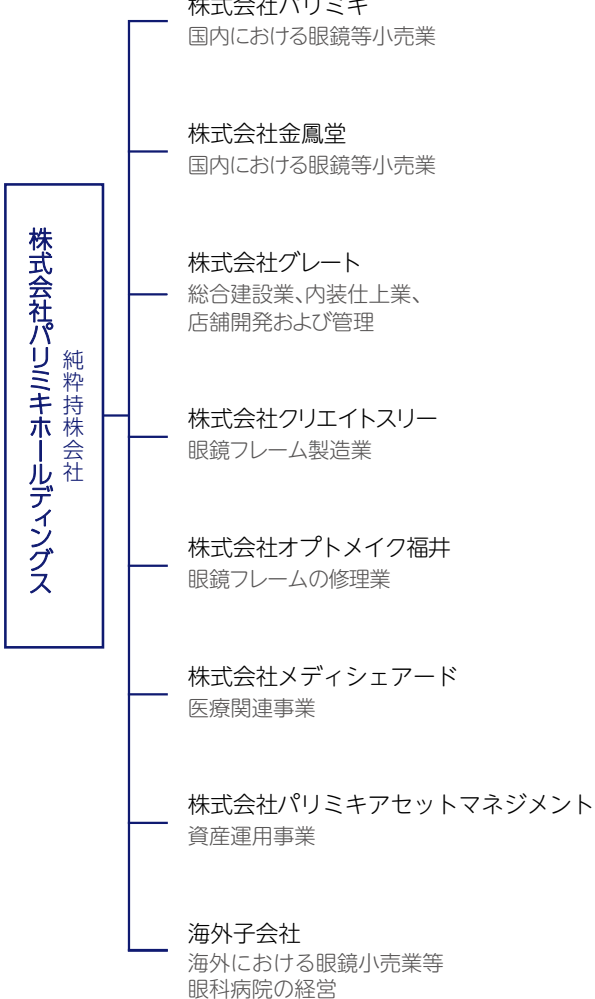 株式会社パリミキ
国内における眼鏡等小売業
株式会社金鳳堂
国内における眼鏡等小売業
株式会社パリミキホールディングス
純粋持株会社
株式会社グレート
総合建設業、内装仕上業、
店舗開発および管理
株式会社クリエイトスリー
眼鏡フレーム製造業
株式会社オプトメイク福井
眼鏡フレームの修理業
株式会社メディシェアード
医療関連事業
株式会社パリミキアセットマネジメント
資産運用事業
海外子会社
海外における眼鏡小売業等
眼科病院の経営